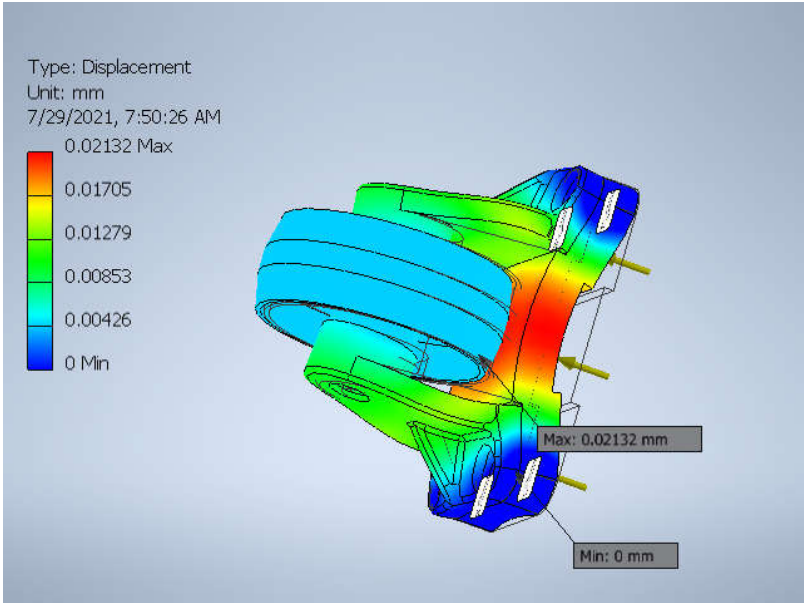 Type: Displacement
Unit: mm
7/29/2021, 7:50:26 AM
0.02132 Max
0.01705
0.01279
0.00853
0.00426
0 Min
Max: 0.02132 mm
Min: 0 mm